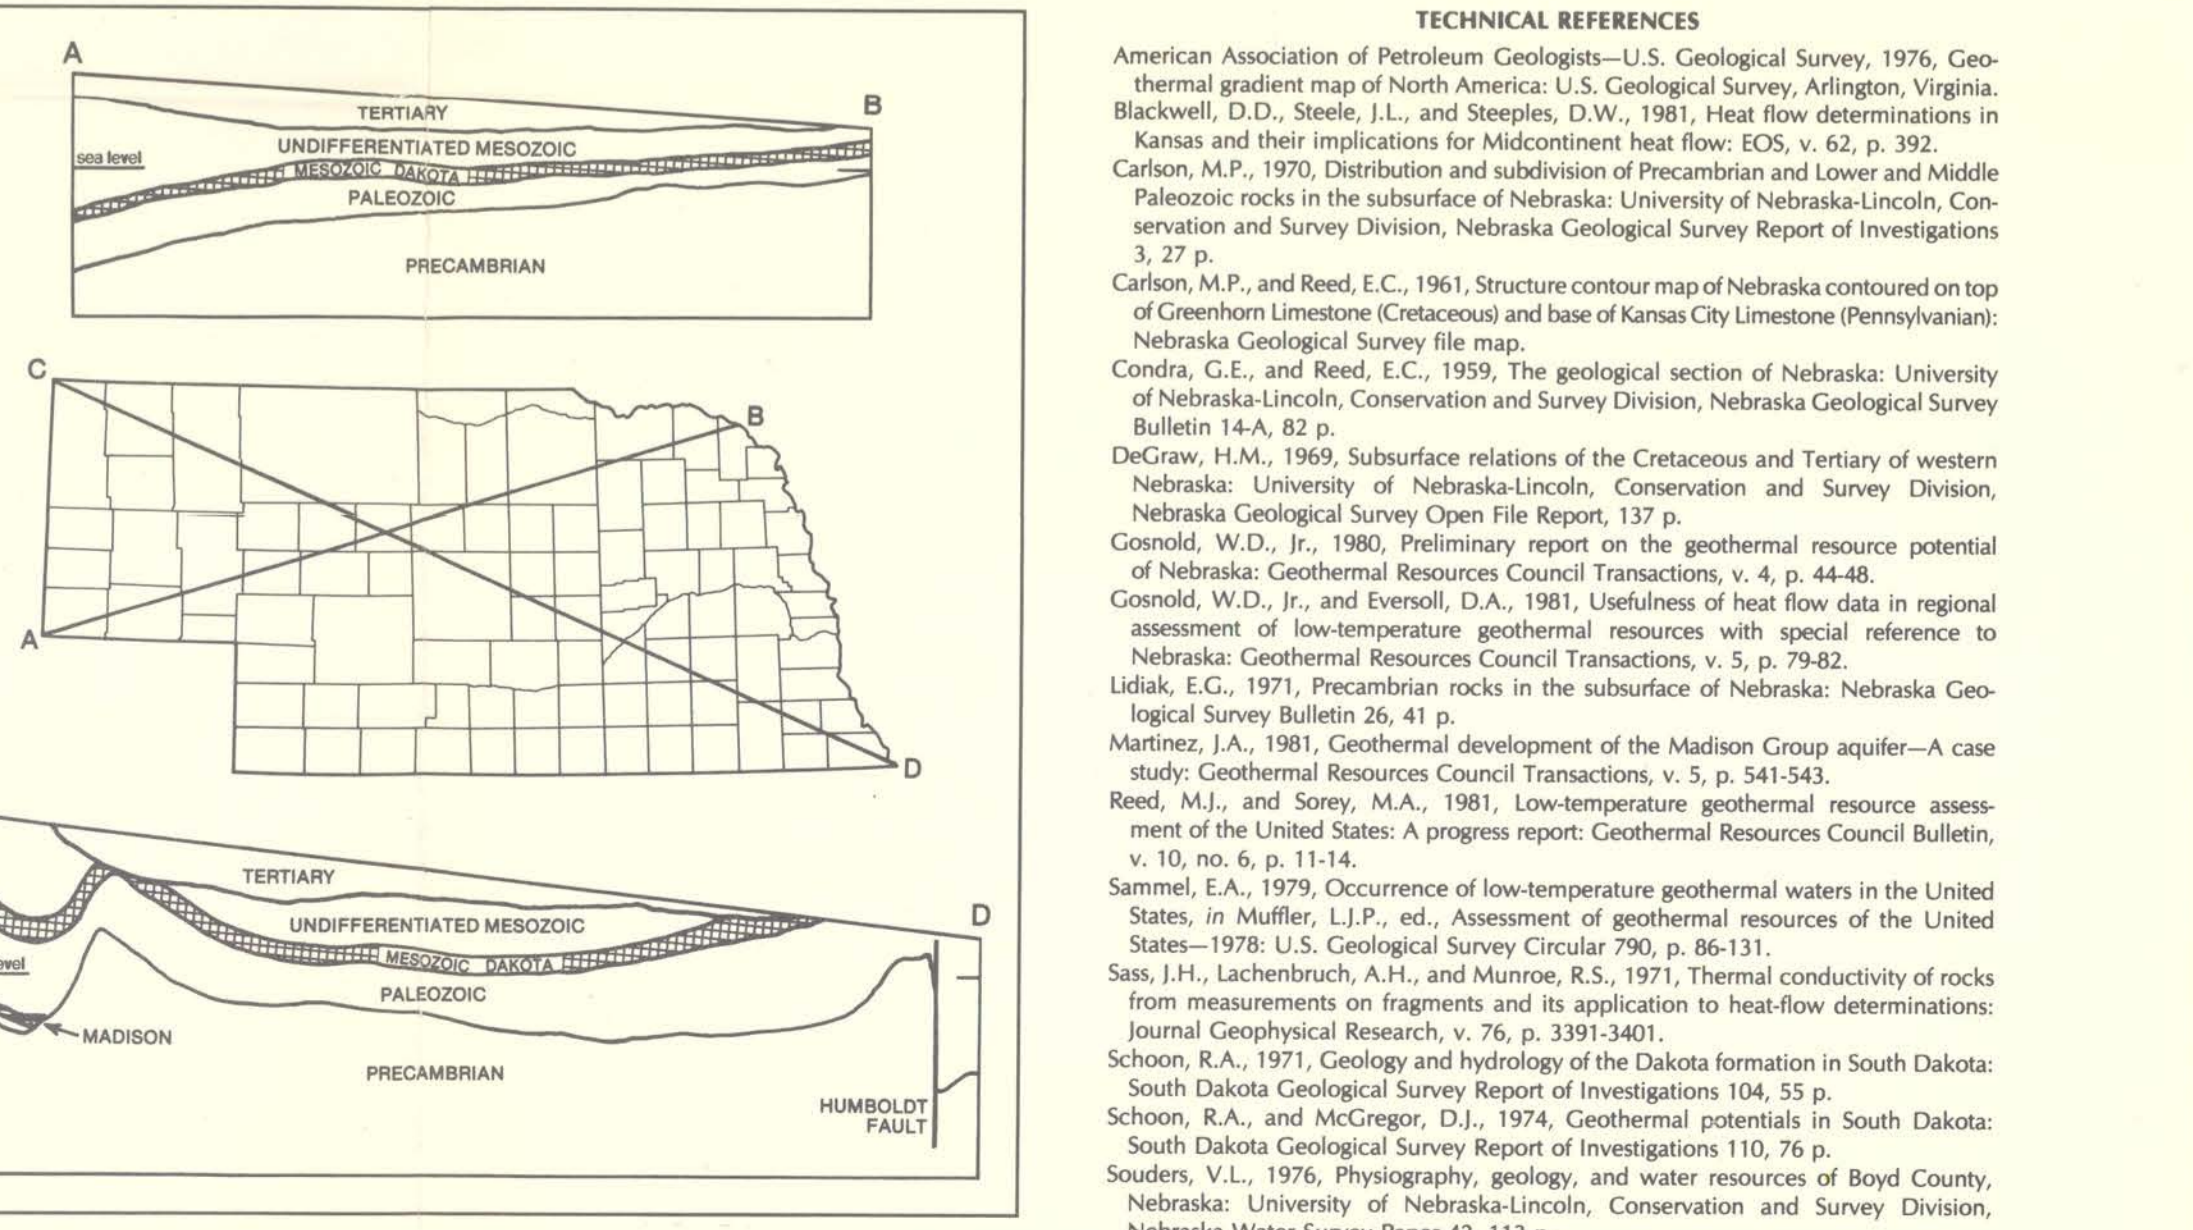 A
B
TERTIARY
UNDIFFERENTIATED MESOZOIC
sea level
MESOZOIC DAKOTA
PALEOZOIC
PRECAMBRIAN
C
B
A
D
TERTIARY
D
UNDIFFERENTIATED MESOZOIC
MESOZOIC DAKOTA
evel
PALEOZOIC
MADISON
PRECAMBRIAN
HUMBOLDT
FAULT
TECHNICAL REFERENCES
American Association of Petroleum Geologists—U.S. Geological Survey, 1976, Geo-
thermal gradient map of North America: U.S. Geological Survey, Arlington, Virginia.
Blackwell, D.D., Steele, J.L., and Steeples, D.W., 1981, Heat flow determinations in
Kansas and their implications for Midcontinent heat flow: EOS, v. 62, p. 392.
Carlson, M.P., 1970, Distribution and subdivision of Precambrian and Lower and Middle
Paleozoic rocks in the subsurface of Nebraska: University of Nebraska-Lincoln, Con-
servation and Survey Division, Nebraska Geological Survey Report of Investigations
3, 27 p.
Carlson, M.P., and Reed, E.C., 1961, Structure contour map of Nebraska contoured on top
of Greenhorn Limestone (Cretaceous) and base of Kansas City Limestone (Pennsylvanian):
Nebraska Geological Survey file map.
Condra, G.E., and Reed, E.C., 1959, The geological section of Nebraska: University
of Nebraska-Lincoln, Conservation and Survey Division, Nebraska Geological Survey
Bulletin 14-A, 82 p.
DeGraw, H.M., 1969, Subsurface relations of the Cretaceous and Tertiary of western
Nebraska: University of Nebraska-Lincoln, Conservation and Survey Division,
Nebraska Geological Survey Open File Report, 137 p.
Gosnold, W.D., Jr., 1980, Preliminary report on the geothermal resource potential
of Nebraska: Geothermal Resources Council Transactions, v. 4, p. 44-48.
Gosnold, W.D., Jr., and Eversoll, D.A., 1981, Usefulness of heat flow data in regional
assessment of low-temperature geothermal resources with special reference to
Nebraska: Geothermal Resources Council Transactions, v. 5, p. 79-82.
Lidiak, E.G., 1971, Precambrian rocks in the subsurface of Nebraska: Nebraska Geo-
logical Survey Bulletin 26, 41 p.
Martinez, J.A., 1981, Geothermal development of the Madison Group aquifer—A case
study: Geothermal Resources Council Transactions, v. 5, p. 541-543.
Reed, M.J., and Sorey, M.A., 1981, Low-temperature geothermal resource assess-
ment of the United States: A progress report: Geothermal Resources Council Bulletin,
v. 10, no. 6, p. 11-14.
Sammel, E.A., 1979, Occurrence of low-temperature geothermal waters in the United
States, in Muffler, L.J.P., ed., Assessment of geothermal resources of the United
States—1978: U.S. Geological Survey Circular 790, p. 86-131.
Sass, J.H., Lachenbruch, A.H., and Munroe, R.S., 1971, Thermal conductivity of rocks
from measurements on fragments and its application to heat-flow determinations:
Journal Geophysical Research, v. 76, p. 3391-3401.
Schoon, R.A., 1971, Geology and hydrology of the Dakota formation in South Dakota:
South Dakota Geological Survey Report of Investigations 104, 55 p.
Schoon, R.A., and McGregor, D.J., 1974, Geothermal potentials in South Dakota:
South Dakota Geological Survey Report of Investigations 110, 76 p.
Souders, V.L., 1976, Physiography, geology, and water resources of Boyd County,
Nebraska: University of Nebraska-Lincoln, Conservation and Survey Division,